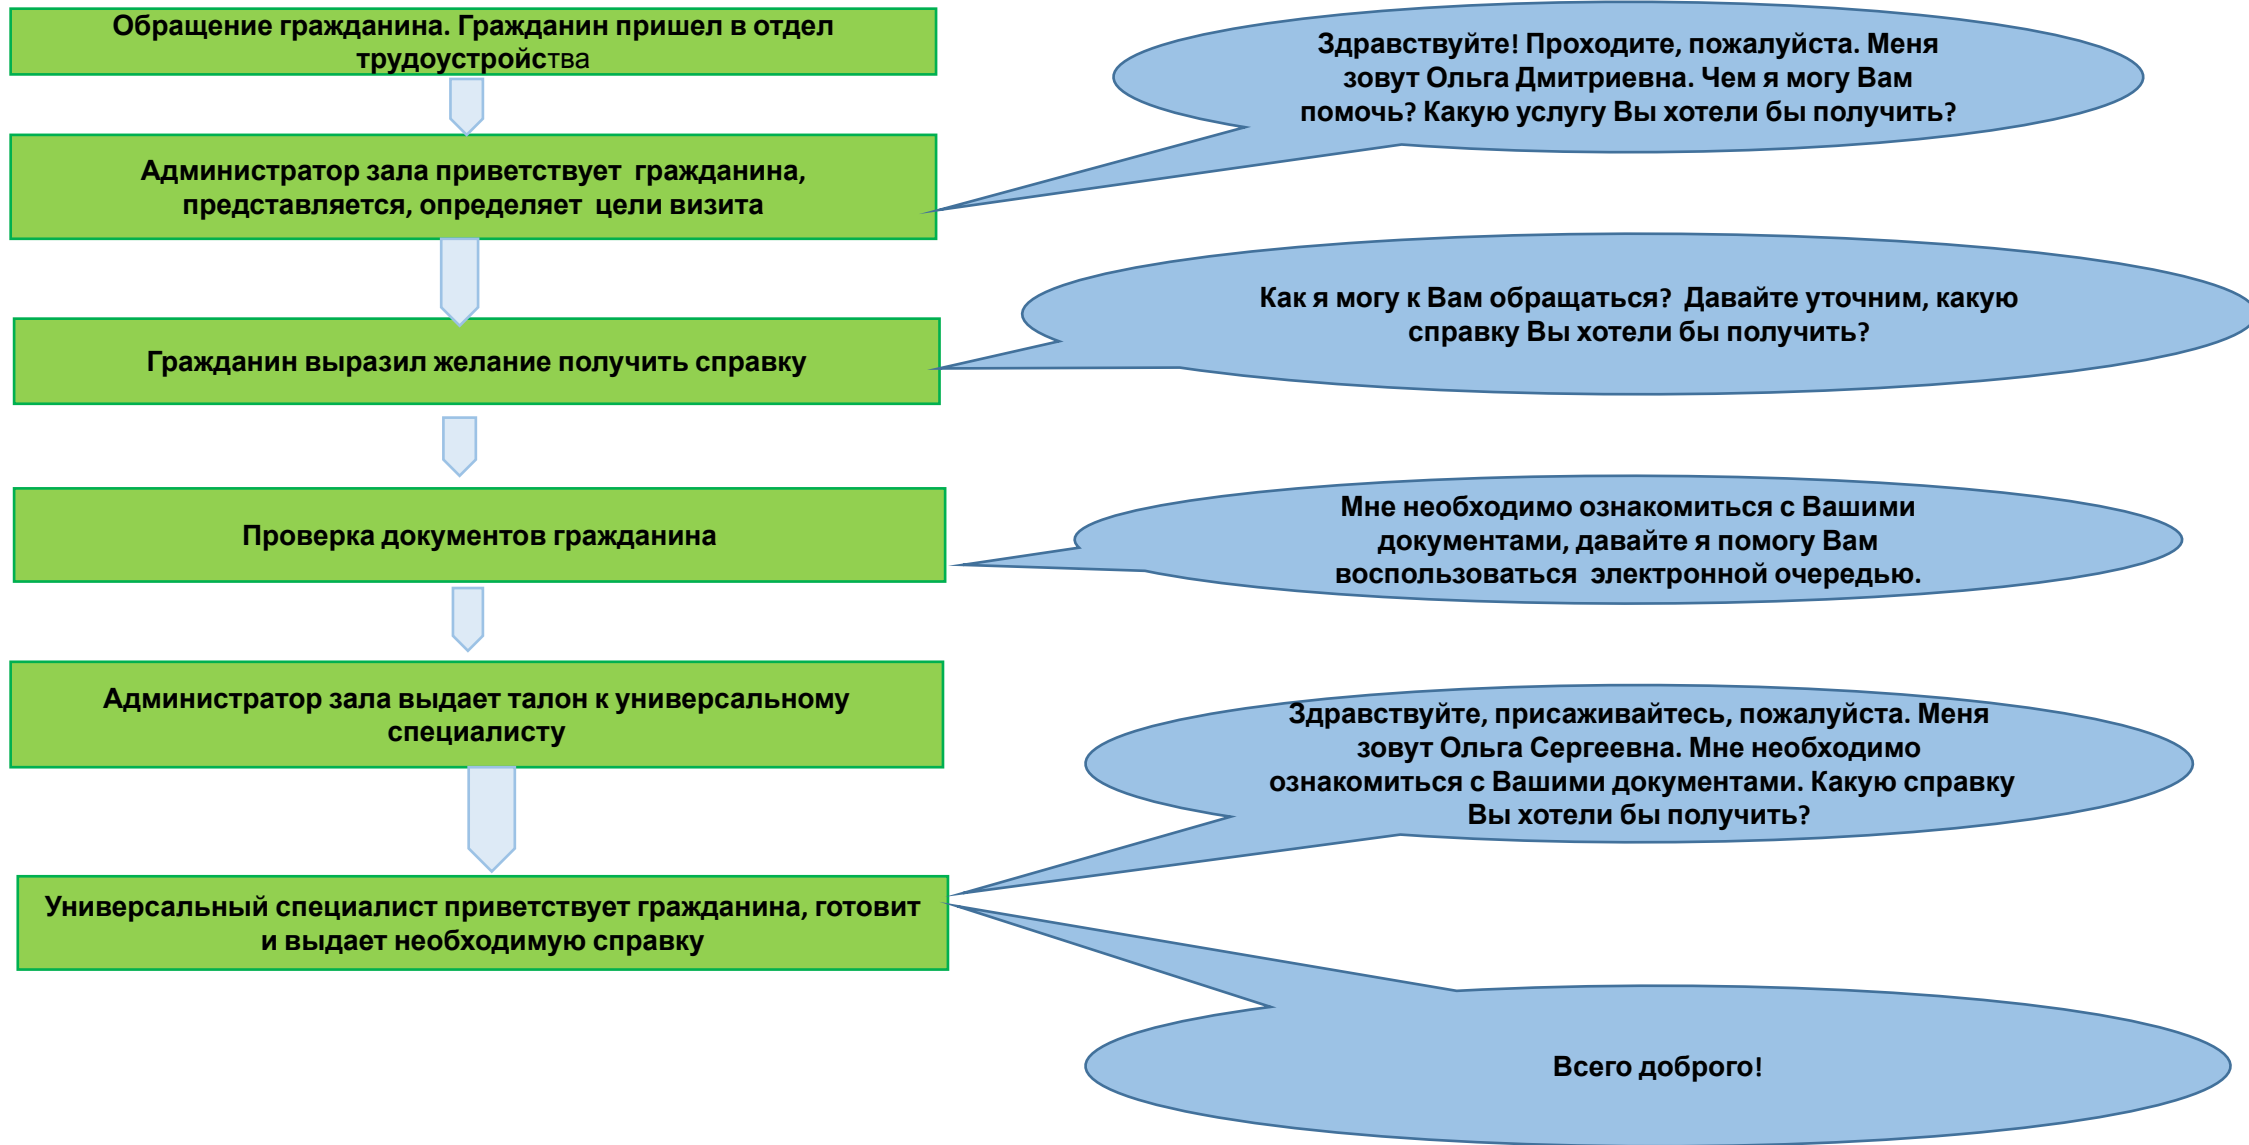 Обращение гражданина. Гражданин пришел в отдел
трудоустройства
Здравствуйте! Проходите, пожалуйста. Меня
зовут Ольга Дмитриевна. Чем я могу Вам
помочь? Какую услугу Вы хотели бы получить?
Администратор зала приветствует гражданина,
представляется, определяет цели визита
Как я могу к Вам обращаться? Давайте уточним, какую
справку Вы хотели бы получить?
Гражданин выразил желание получить справку
Мне необходимо ознакомиться с Вашими
документами, давайте я помогу Вам
воспользоваться электронной очередью.
Проверка документов гражданина
Администратор зала выдает талон к универсальному
специалисту
Здравствуйте, присаживайтесь, пожалуйста. Меня
зовут Ольга Сергеевна. Мне необходимо
ознакомиться с Вашими документами. Какую справку
Вы хотели бы получить?
Универсальный специалист приветствует гражданина, готовит
и выдает необходимую справку
Всего доброго!